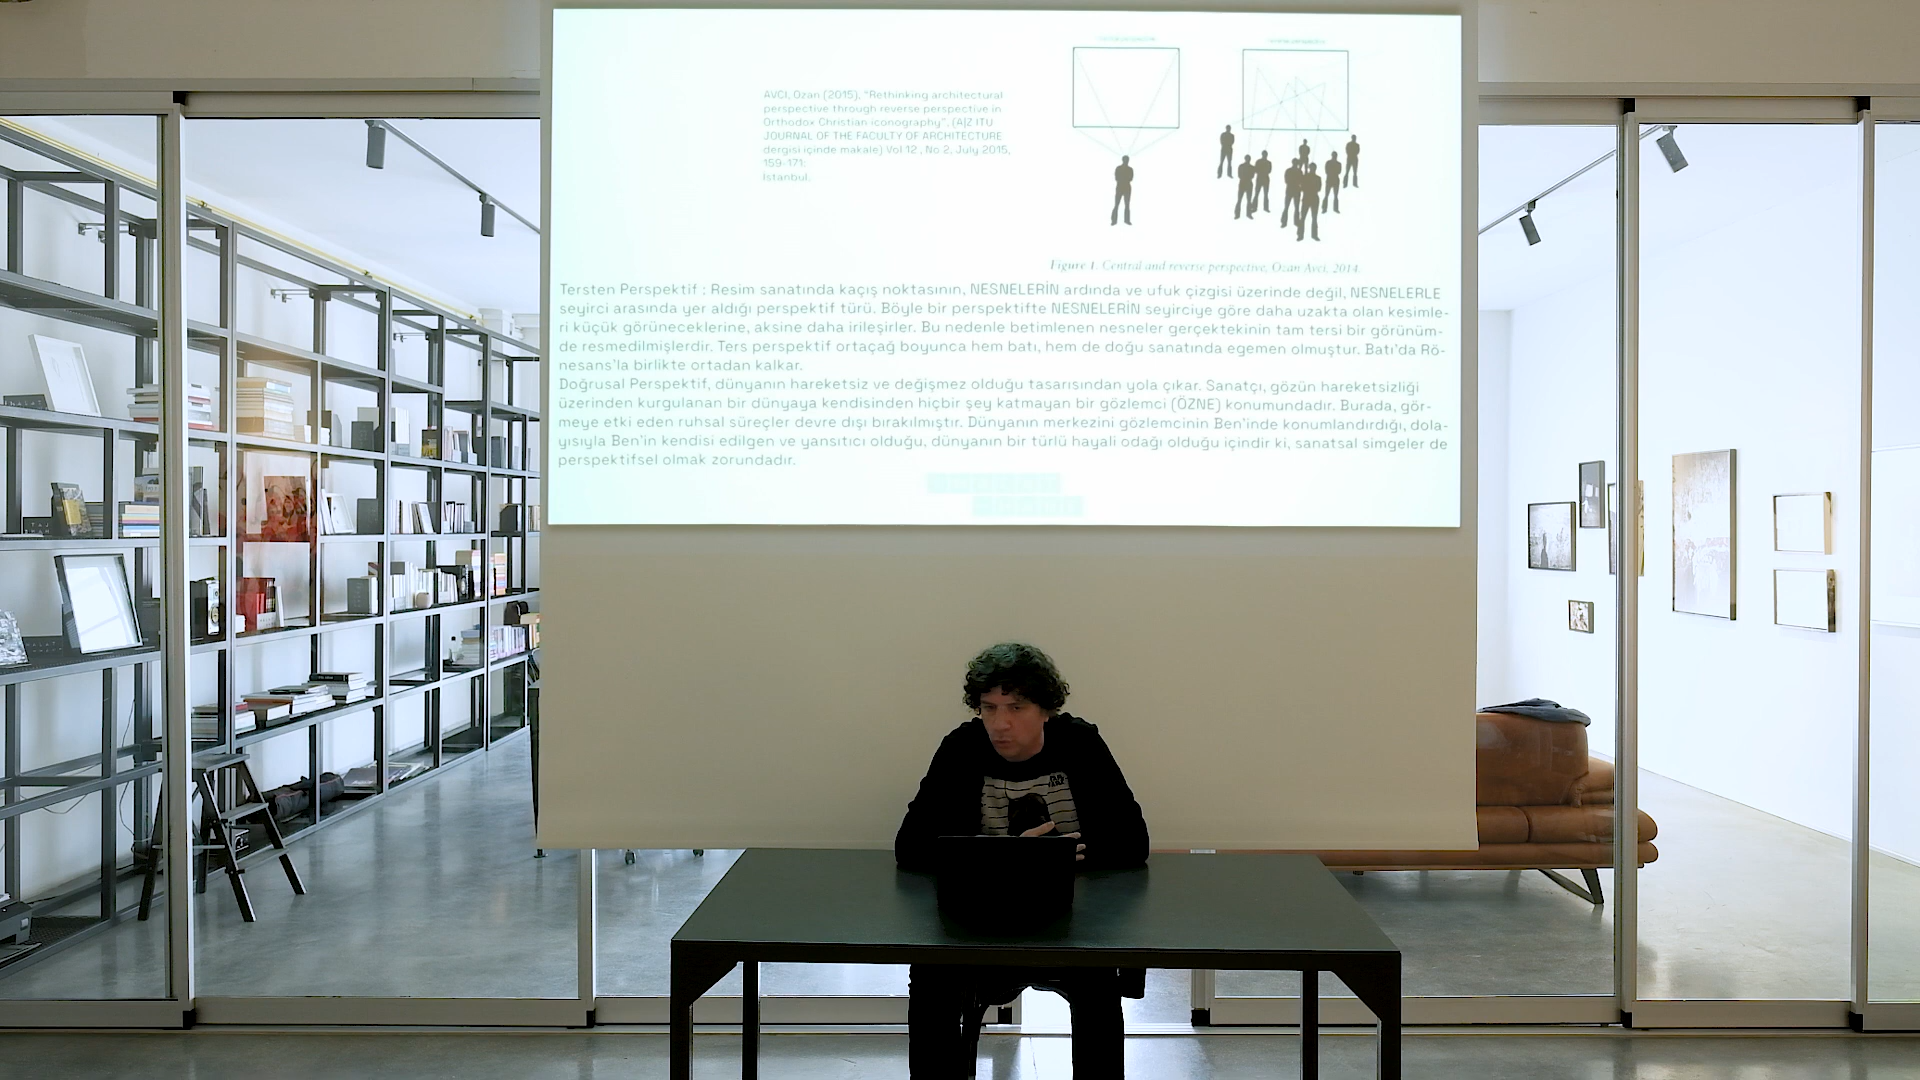 AVCI, Ozan (2015), "Rethinking architectural
perspective through reverse perspective in
Orthodox Christian iconography", (A|Z ITU
JOURNAL OF THE FACULTY OF ARCHITECTURE
dergisi içinde makale) Vol 12 , No 2, July 2015,
159-171;
İstanbul.
Figure 1. Central and reverse perspective, Ozan Avci, 2014.
Tersten Perspektif : Resim sanatında kaçış noktasının, NESNELERİN ardında ve ufuk çizgisi üzerinde değil, NESNELERLE
seyirci arasında yer aldığı perspektif türü. Böyle bir perspektifte NESNELERİN seyirciye göre daha uzakta olan kesimle-
ri küçük görüneceklerine, aksine daha irileşirler. Bu nedenle betimlenen nesneler gerçektekinin tam tersi bir görünüm-
de resmedilmişlerdir. Ters perspektif ortaçağ boyunca hem batı, hem de doğu sanatında egemen olmuştur. Batı'da Rö-
nesans'la birlikte ortadan kalkar.
Doğrusal Perspektif, dünyanın hareketsiz ve değişmez olduğu tasarısından yola çıkar. Sanatçı, gözün hareketsizliği
üzerinden kurgulanan bir dünyaya kendisinden hiçbir şey katmayan bir gözlemci (ÖZNE) konumundadır. Burada, gör-
meye etki eden ruhsal süreçler devre dışı bırakılmıştır. Dünyanın merkezini gözlemcinin Ben'inde konumlandırdığı, dola-
yısıyla Ben'in kendisi edilgen ve yansıtıcı olduğu, dünyanın bir türlü hayali odağı olduğu içindir ki, sanatsal simgeler de
perspektifsel olmak zorundadır.